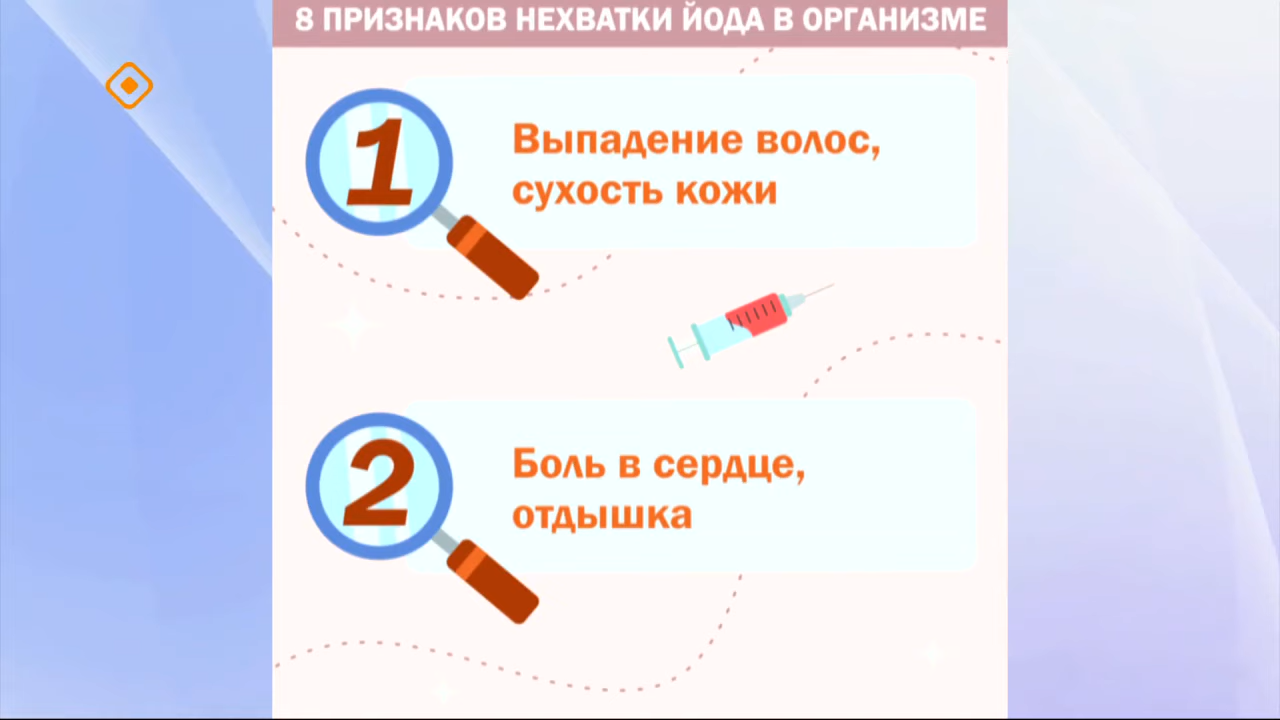 8 ПРИЗНАКОВ НЕХВАТКИ ЙОДА В ОРГАНИЗМЕ
1
Выпадение волос,
сухость кожи
2
Боль в сердце,
отдышка